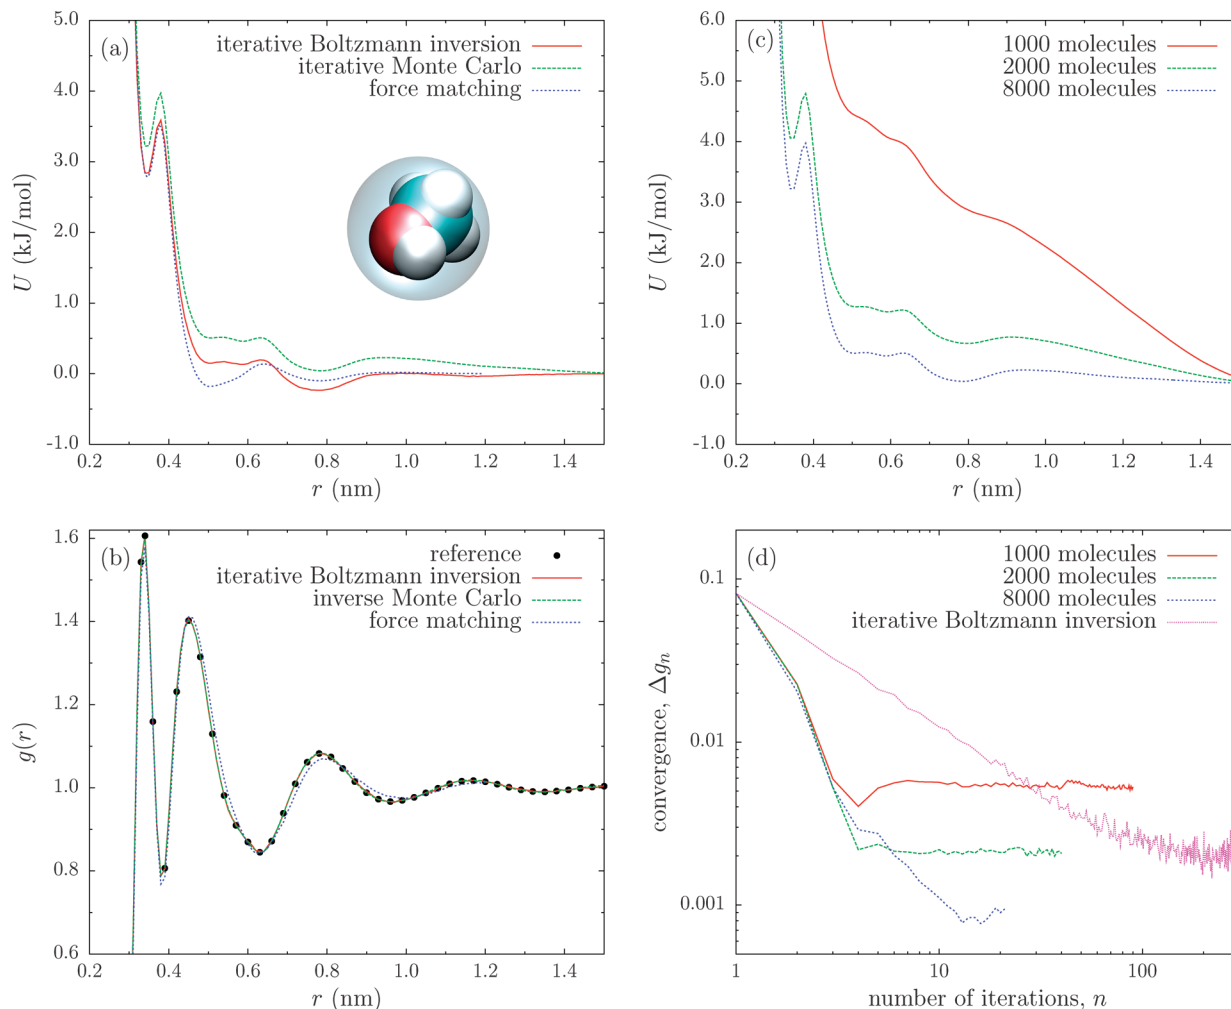 (a)
iterative Boltzmann inversion
iterative Monte Carlo
force matching
5.0
4.0
3.0
2.0
1.0
0.0
-1.0
U (kJ/mol)
0.2 0.4 0.6 0.8 1.0 1.2 1.4
r (nm)
(c)
1000 molecules
2000 molecules
8000 molecules
6.0
5.0
4.0
3.0
2.0
1.0
0.0
-1.0
U (kJ/mol)
0.2 0.4 0.6 0.8 1.0 1.2 1.4
r (nm)
(b)
reference
iterative Boltzmann inversion
inverse Monte Carlo
force matching
1.6
1.4
1.2
1.0
0.8
0.6
g(r)
0.2 0.4 0.6 0.8 1.0 1.2 1.4
r (nm)
(d)
1000 molecules
2000 molecules
8000 molecules
iterative Boltzmann inversion
0.1
0.01
0.001
convergence, Δgₙ
1 10 100
number of iterations, n